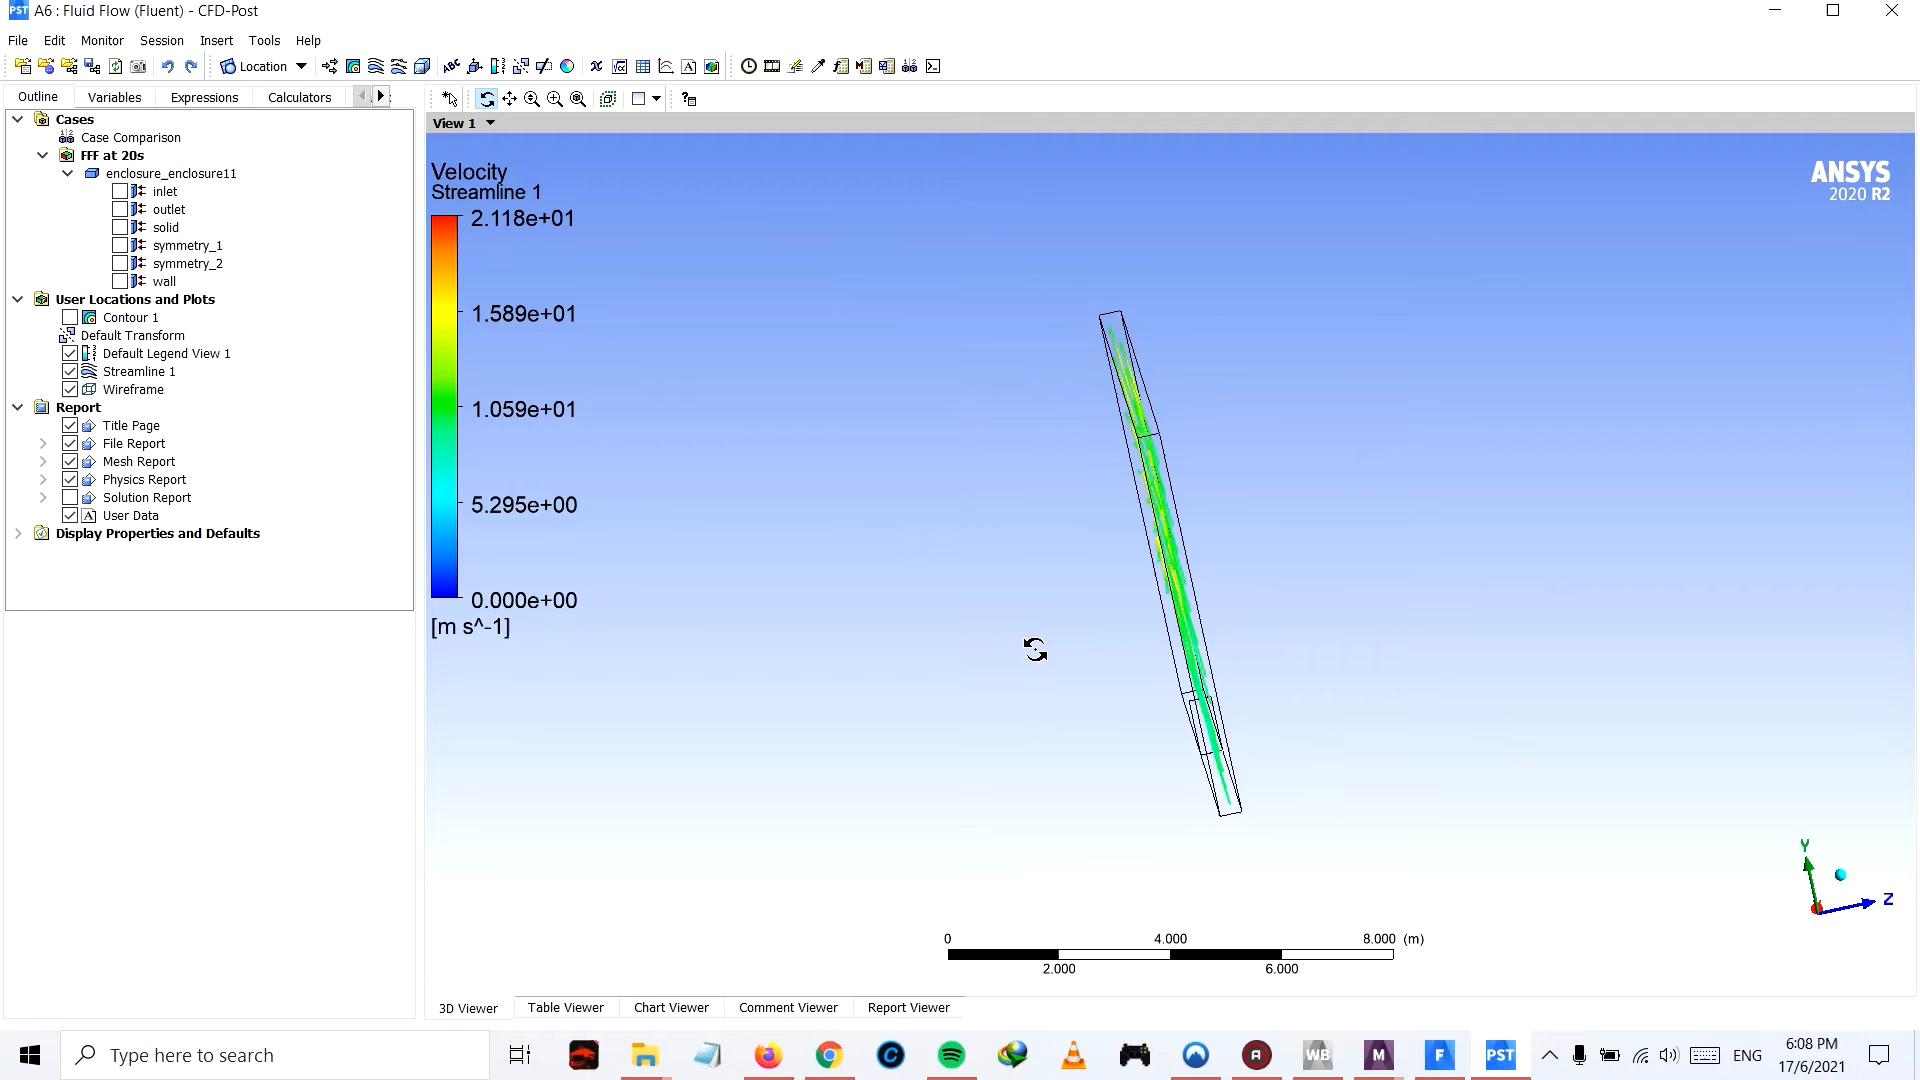 PST A6 : Fluid Flow (Fluent) - CFD-Post
File Edit Monitor Session Insert Tools Help
Location
Outline Variables Expressions Calculators
View 1
Cases
Case Comparison
FFF at 20s
enclosure_enclosure11
inlet
outlet
solid
symmetry_1
symmetry_2
wall
User Locations and Plots
Contour 1
Default Transform
Default Legend View 1
Streamline 1
Wireframe
Report
Title Page
File Report
Mesh Report
Physics Report
Solution Report
User Data
Display Properties and Defaults
Velocity
Streamline 1
2.118e+01
1.589e+01
1.059e+01
5.295e+00
0.000e+00
[m s^-1]
ANSYS
2020 R2
Y
Z
0 4.000 8.000 (m)
2.000 6.000
3D Viewer Table Viewer Chart Viewer Comment Viewer Report Viewer
Type here to search
WB M F PST
ENG
6:08 PM
17/6/2021